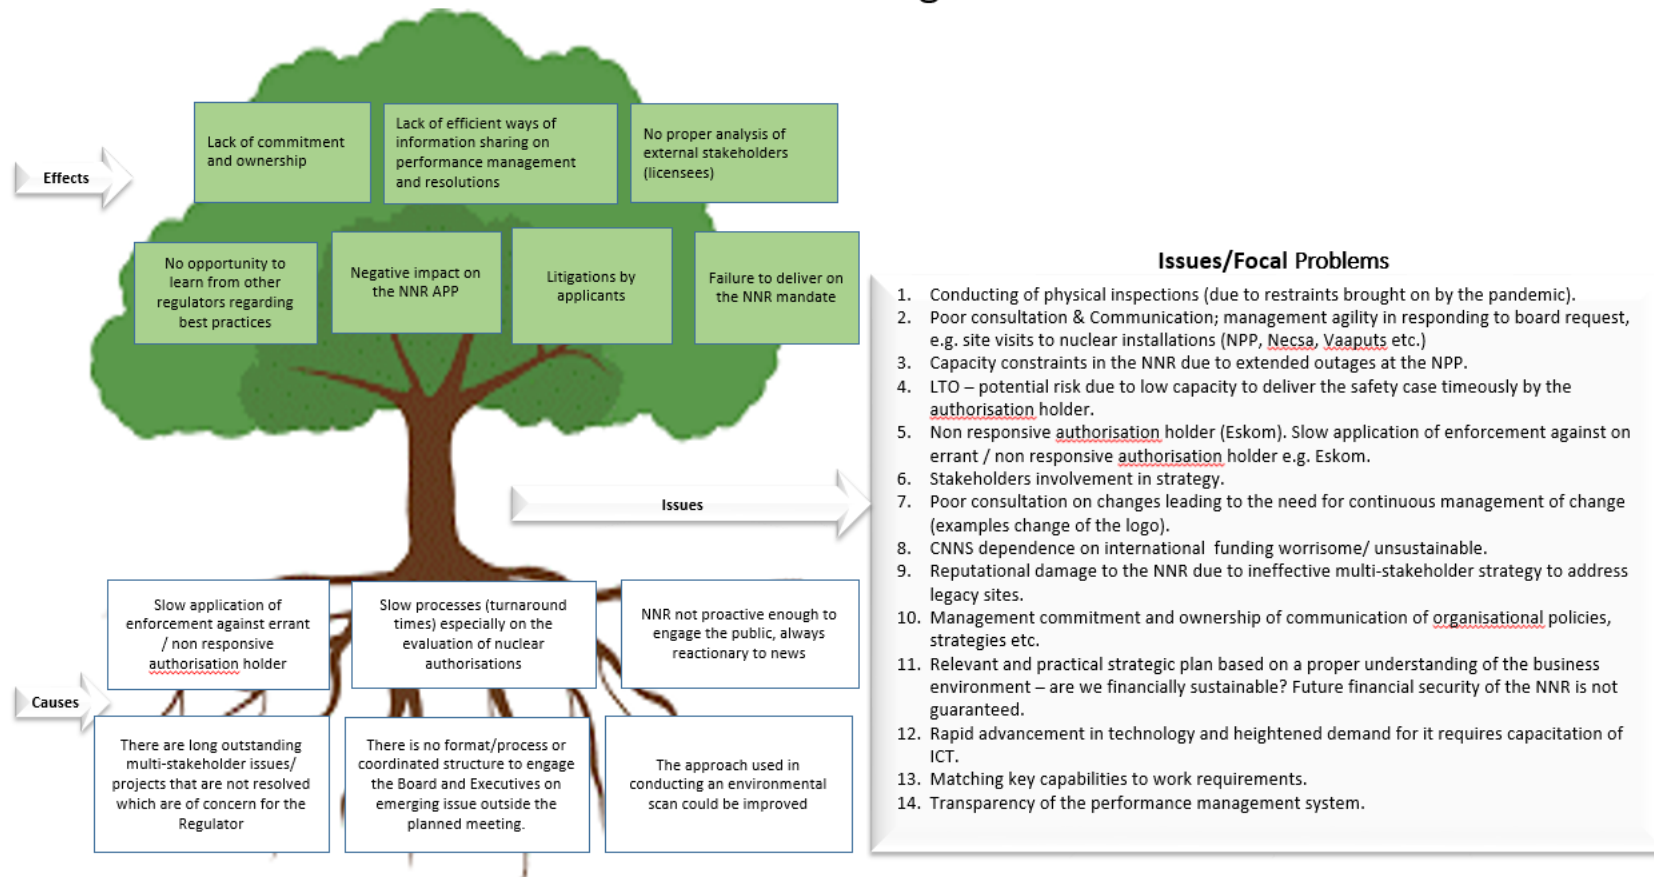 Lack of commitment
and ownership
Lack of efficient ways of
information sharing on
performance management
and resolutions
No proper analysis of
external stakeholders
(licensees)
Effects
No opportunity to
learn from other
regulators regarding
best practices
Negative impact on
the NNR APP
Litigations by
applicants
Failure to deliver on
the NNR mandate
Issues/Focal Problems
1. Conducting of physical inspections (due to restraints brought on by the pandemic).
2. Poor consultation & Communication; management agility in responding to board request,
e.g. site visits to nuclear installations (NPP, Necsa, Vaaputs etc.)
3. Capacity constraints in the NNR due to extended outages at the NPP.
4. LTO – potential risk due to low capacity to deliver the safety case timeously by the
authorisation holder.
5. Non responsive authorisation holder (Eskom). Slow application of enforcement against on
errant / non responsive authorisation holder e.g. Eskom.
6. Stakeholders involvement in strategy.
7. Poor consultation on changes leading to the need for continuous management of change
(examples change of the logo).
8. CNNS dependence on international funding worrisome/ unsustainable.
9. Reputational damage to the NNR due to ineffective multi-stakeholder strategy to address
legacy sites.
10. Management commitment and ownership of communication of organisational policies,
strategies etc.
11. Relevant and practical strategic plan based on a proper understanding of the business
environment – are we financially sustainable? Future financial security of the NNR is not
guaranteed.
12. Rapid advancement in technology and heightened demand for it requires capacitation of
ICT.
13. Matching key capabilities to work requirements.
14. Transparency of the performance management system.
Issues
Slow application of
enforcement against errant
/ non responsive
authorisation holder
Slow processes (turnaround
times) especially on the
evaluation of nuclear
authorisations
NNR not proactive enough to
engage the public, always
reactionary to news
Causes
There are long outstanding
multi-stakeholder issues/
projects that are not resolved
which are of concern for the
Regulator
There is no format/process or
coordinated structure to engage
the Board and Executives on
emerging issue outside the
planned meeting.
The approach used in
conducting an environmental
scan could be improved